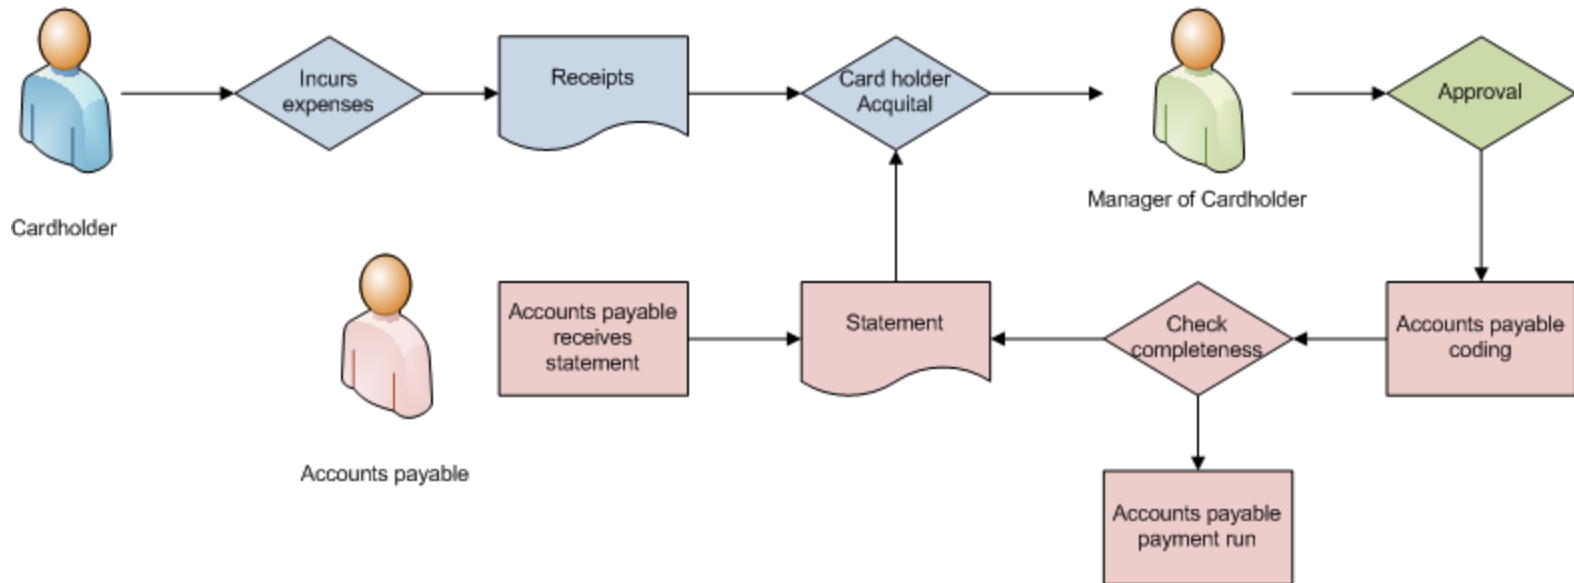 Incurs
expenses
Receipts
Card holder
Acquital
Approval
Manager of Cardholder
Cardholder
Accounts payable
receives
statement
Statement
Check
completeness
Accounts payable
coding
Accounts payable
Accounts payable
payment run